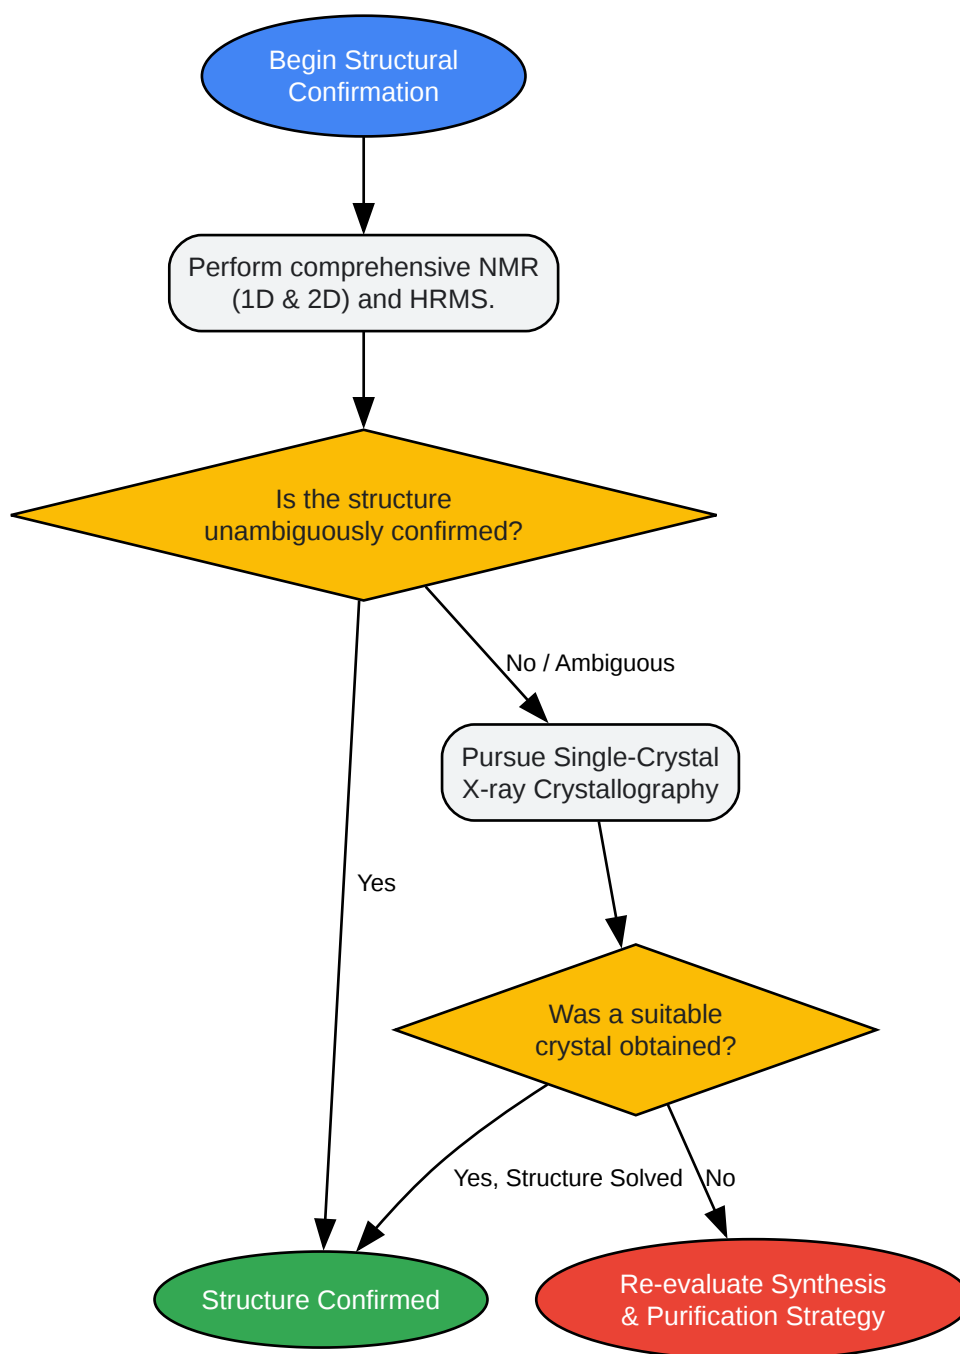 Begin Structural
Confirmation
Perform comprehensive NMR
(1D & 2D) and HRMS.
Is the structure
unambiguously confirmed?
No / Ambiguous
Pursue Single-Crystal
X-ray Crystallography
Yes
Was a suitable
crystal obtained?
Yes, Structure Solved
No
Structure Confirmed
Re-evaluate Synthesis
& Purification Strategy